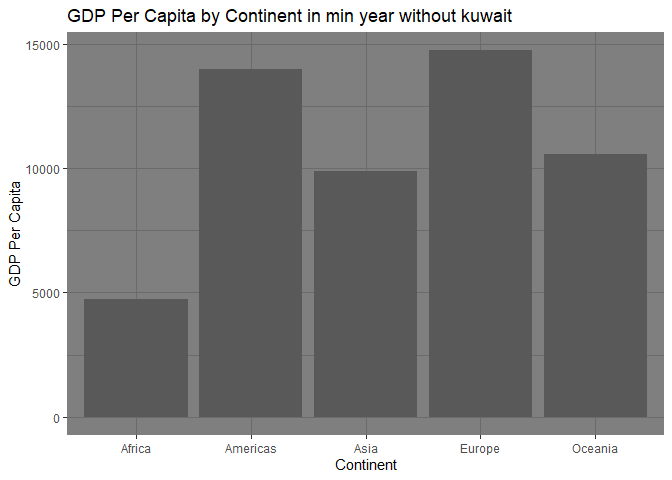 GDP Per Capita by Continent in min year without kuwait
GDP Per Capita
15000
10000
5000
0
Africa Americas Asia Europe Oceania
Continent